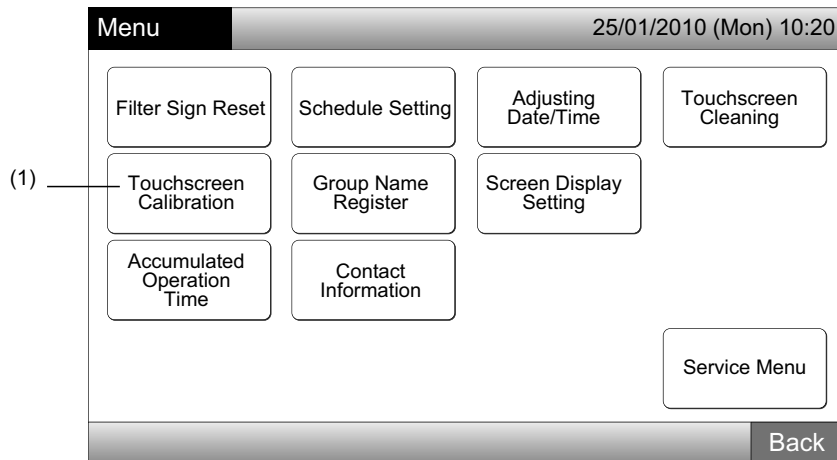 Menu
25/01/2010 (Mon) 10:20
Filter Sign Reset
Schedule Setting
Adjusting
Date/Time
Touchscreen
Cleaning
(1)
Touchscreen
Calibration
Group Name
Register
Screen Display
Setting
Accumulated
Operation
Time
Contact
Information
Service Menu
Back